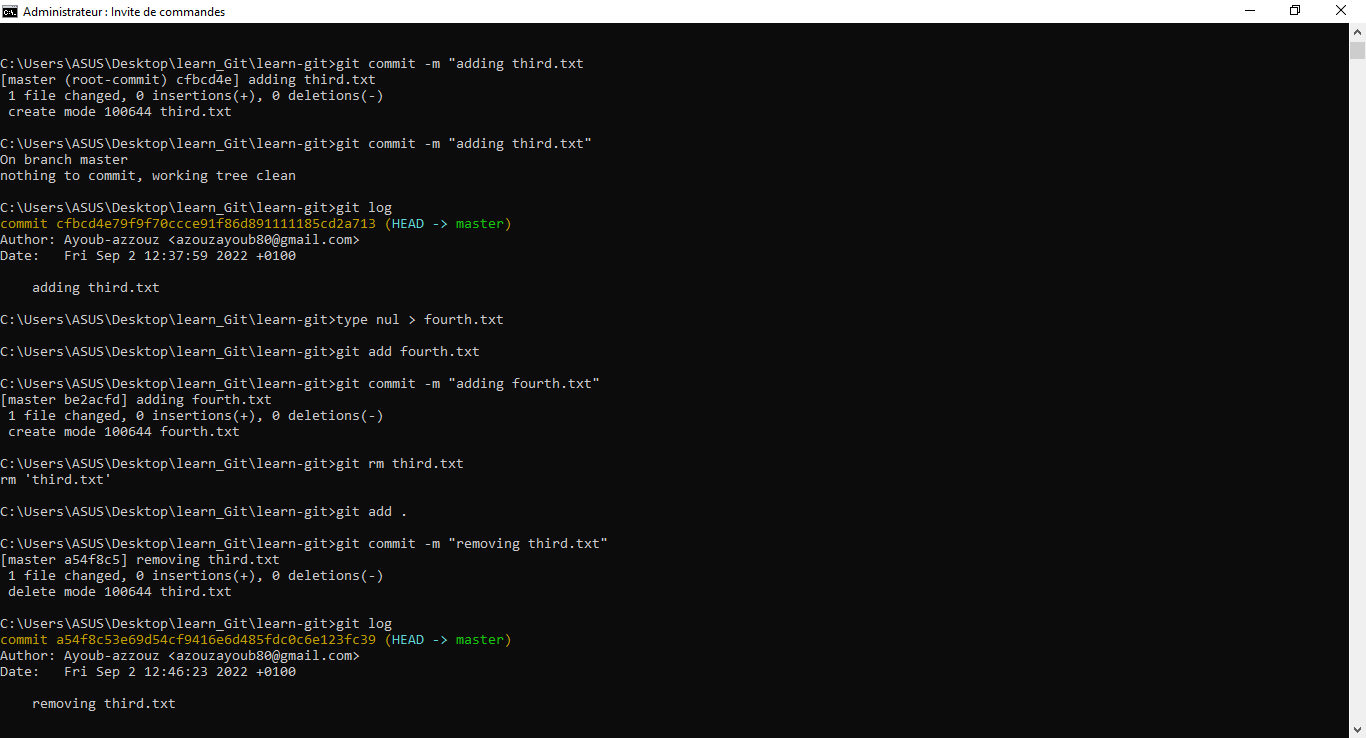 Administrateur : Invite de commandes
C:\Users\ASUS\Desktop\learn_Git\learn-git>git commit -m "adding third.txt
[master (root-commit) cfbcd4e] adding third.txt
 1 file changed, 0 insertions(+), 0 deletions(-)
 create mode 100644 third.txt
C:\Users\ASUS\Desktop\learn_Git\learn-git>git commit -m "adding third.txt"
On branch master
nothing to commit, working tree clean
C:\Users\ASUS\Desktop\learn_Git\learn-git>git log
commit cfbcd4e79f9f70ccce91f86d891111185cd2a713 (HEAD -> master)
Author: Ayoub-azzouz <azouzayoub80@gmail.com>
Date:   Fri Sep 2 12:37:59 2022 +0100
    adding third.txt
C:\Users\ASUS\Desktop\learn_Git\learn-git>type nul > fourth.txt
C:\Users\ASUS\Desktop\learn_Git\learn-git>git add fourth.txt
C:\Users\ASUS\Desktop\learn_Git\learn-git>git commit -m "adding fourth.txt"
[master be2acfd] adding fourth.txt
 1 file changed, 0 insertions(+), 0 deletions(-)
 create mode 100644 fourth.txt
C:\Users\ASUS\Desktop\learn_Git\learn-git>git rm third.txt
rm 'third.txt'
C:\Users\ASUS\Desktop\learn_Git\learn-git>git add .
C:\Users\ASUS\Desktop\learn_Git\learn-git>git commit -m "removing third.txt"
[master a54f8c5] removing third.txt
 1 file changed, 0 insertions(+), 0 deletions(-)
 delete mode 100644 third.txt
C:\Users\ASUS\Desktop\learn_Git\learn-git>git log
commit a54f8c53e69d54cf9416e6d485fdc0c6e123fc39 (HEAD -> master)
Author: Ayoub-azzouz <azouzayoub80@gmail.com>
Date:   Fri Sep 2 12:46:23 2022 +0100
    removing third.txt